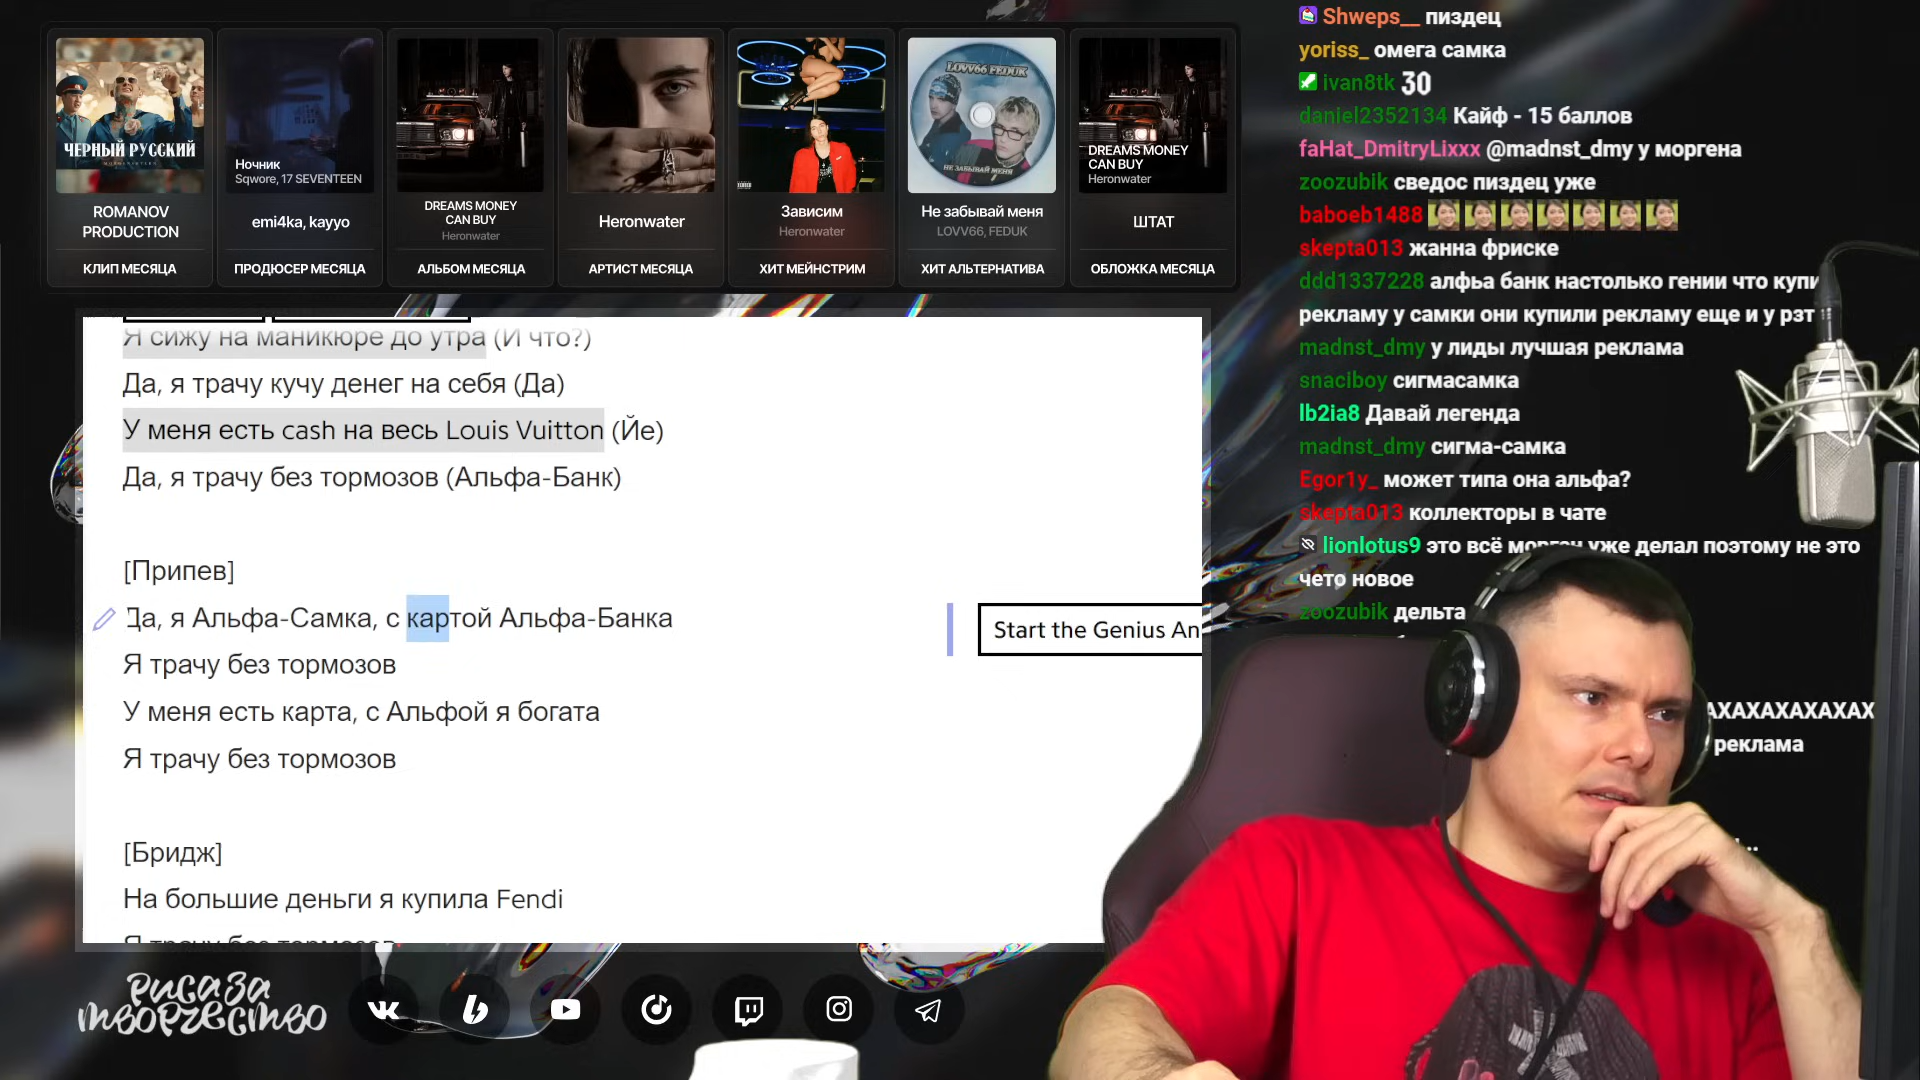 ЧЕРНЫЙ РУССКИЙ
ROMANOV
PRODUCTION
КЛИП МЕСЯЦА
Ночник
Sqwore, 17 SEVENTEEN
emi4ka, kayyo
ПРОДЮСЕР МЕСЯЦА
DREAMS MONEY
CAN BUY
Heronwater
АЛЬБОМ МЕСЯЦА
Heronwater
АРТИСТ МЕСЯЦА
Зависим
Heronwater
ХИТ МЕЙНСТРИМ
LOVV66 FEDUK
НЕ ЗАБЫВАЙ МЕНЯ
Не забывай меня
LOVV66, FEDUK
ХИТ АЛЬТЕРНАТИВА
DREAMS MONEY
CAN BUY
Heronwater
ШТАТ
ОБЛОЖКА МЕСЯЦА
Я сижу на маникюре до утра (И что?)
Да, я трачу кучу денег на себя (Да)
У меня есть cash на весь Louis Vuitton (Йе)
Да, я трачу без тормозов (Альфа-Банк)
[Припев]
Да, я Альфа-Самка, с картой Альфа-Банка
Я трачу без тормозов
У меня есть карта, с Альфой я богата
Я трачу без тормозов
[Бридж]
На большие деньги я купила Fendi
Я трачу без тормозов
Start the Genius An
Shweps__ пиздец
yoriss_ омега самка
ivan8tk 30
daniel2352134 Кайф - 15 баллов
faHat_DmitryLixxx @madnst_dmy у моргена
zoozubik сведос пиздец уже
baboeb1488
skepta013 жанна фриске
ddd1337228 алфьа банк настолько гении что купи
рекламу у самки они купили рекламу еще и у рзт
madnst_dmy у лиды лучшая реклама
snaciboy сигмасамка
lb2ia8 Давай легенда
madnst_dmy сигма-самка
Egor1y_ может типа она альфа?
skepta013 коллекторы в чате
lionlotus9 это всё морген уже делал поэтому не это
чето новое
zoozubik дельта
АХАХАХАХАХАХ
реклама
РИСАЗА
ТВОРЧЕСТВО